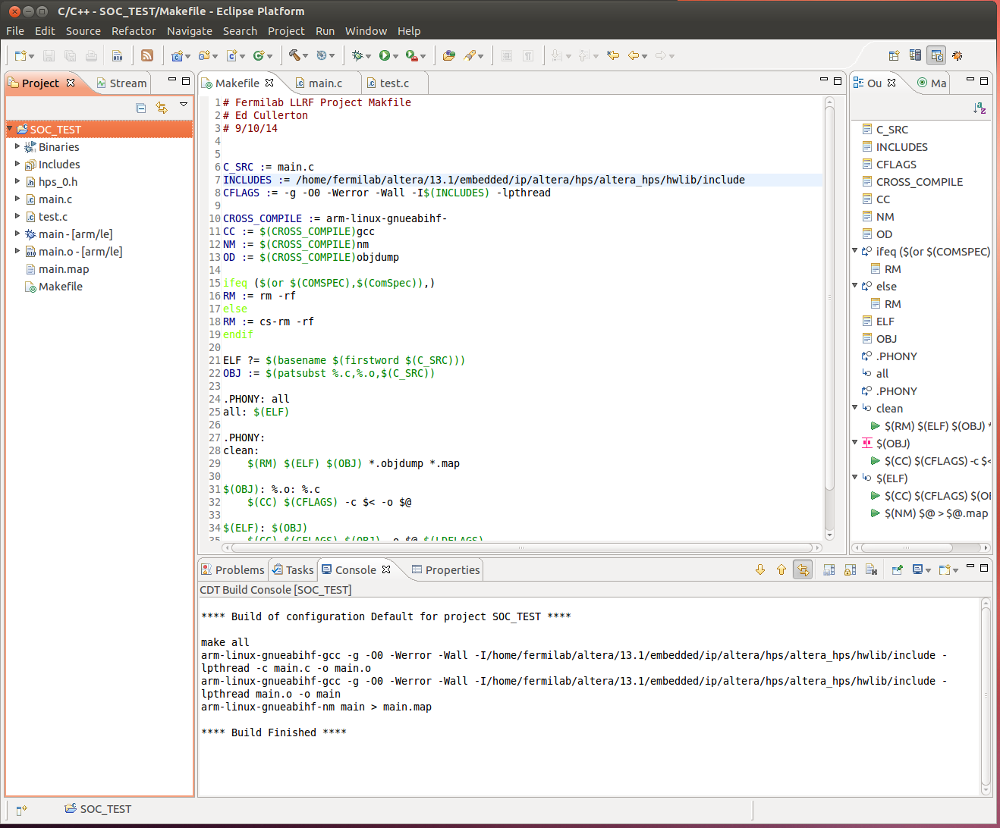 C/C++ - SOC_TEST/Makefile - Eclipse Platform
File Edit Source Refactor Navigate Search Project Run Window Help
Project Stream
SOC_TEST
Binaries
Includes
hps_0.h
main.c
test.c
main - [arm/le]
main.o - [arm/le]
main.map
Makefile
Makefile main.c test.c
1 # Fermilab LLRF Project Makfile
2 # Ed Cullerton
3 # 9/10/14
4
5
6 C_SRC := main.c
7 INCLUDES := /home/fermilab/altera/13.1/embedded/ip/altera/hps/altera_hps/hwlib/include
8 CFLAGS := -g -O0 -Werror -Wall -I$(INCLUDES) -lpthread
9
10 CROSS_COMPILE := arm-linux-gnueabihf-
11 CC := $(CROSS_COMPILE)gcc
12 NM := $(CROSS_COMPILE)nm
13 OD := $(CROSS_COMPILE)objdump
14
15 ifeq ($(or $(COMSPEC),$(ComSpec)),)
16 RM := rm -rf
17 else
18 RM := cs-rm -rf
19 endif
20
21 ELF ?= $(basename $(firstword $(C_SRC)))
22 OBJ := $(patsubst %.c,%.o,$(C_SRC))
23
24 .PHONY: all
25 all: $(ELF)
26
27 .PHONY:
28 clean:
29 $(RM) $(ELF) $(OBJ) *.objdump *.map
30
31 $(OBJ): %.o: %.c
32 $(CC) $(CFLAGS) -c $< -o $@
33
34 $(ELF): $(OBJ)
35 $(CC) $(CFLAGS) $(OBJ) -o $@ $(LDFLAGS)
Ou Ma
C_SRC
INCLUDES
CFLAGS
CROSS_COMPILE
CC
NM
OD
ifeq ($(or $(COMSPEC)
RM
else
RM
ELF
OBJ
.PHONY
all
.PHONY
clean
$(RM) $(ELF) $(OBJ) *
$(OBJ)
$(CC) $(CFLAGS) -c $<
$(ELF)
$(CC) $(CFLAGS) $(OB
$(NM) $@ > $@.map
Problems Tasks Console Properties
CDT Build Console [SOC_TEST]
**** Build of configuration Default for project SOC_TEST ****
make all
arm-linux-gnueabihf-gcc -g -O0 -Werror -Wall -I/home/fermilab/altera/13.1/embedded/ip/altera/hps/altera_hps/hwlib/include -
lpthread -c main.c -o main.o
arm-linux-gnueabihf-gcc -g -O0 -Werror -Wall -I/home/fermilab/altera/13.1/embedded/ip/altera/hps/altera_hps/hwlib/include -
lpthread main.o -o main
arm-linux-gnueabihf-nm main > main.map
**** Build Finished ****
SOC_TEST